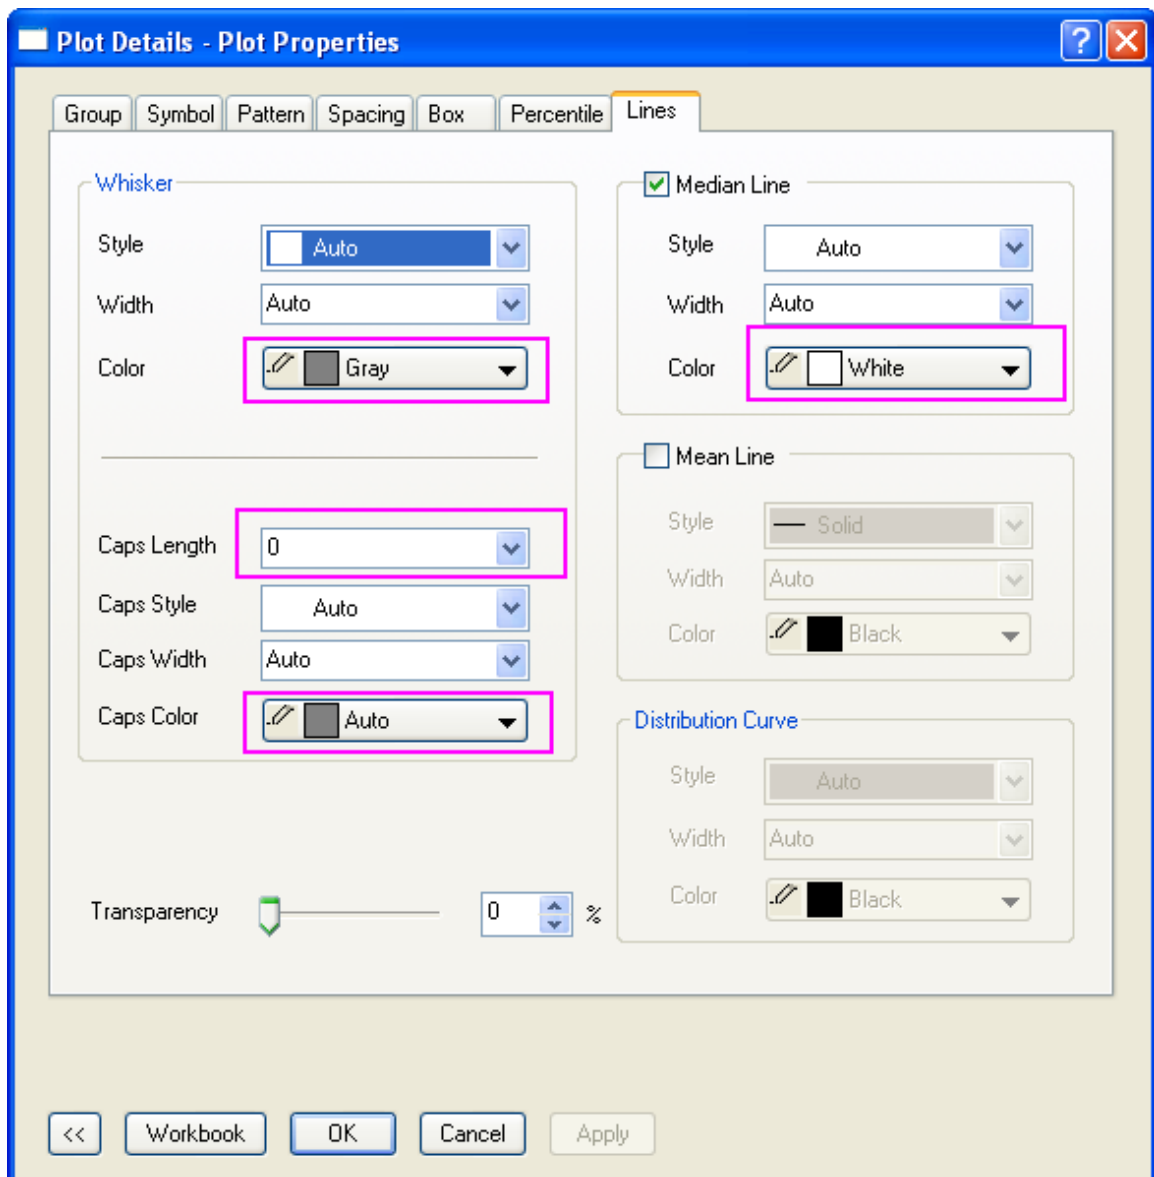 Plot Details - Plot Properties
?
Group Symbol Pattern Spacing Box Percentile Lines
Whisker
Style Auto
Width Auto
Color Gray
Caps Length 0
Caps Style Auto
Caps Width Auto
Caps Color Auto
Transparency 0 %
Median Line
Style Auto
Width Auto
Color White
Mean Line
Style Solid
Width Auto
Color Black
Distribution Curve
Style Auto
Width Auto
Color Black
<< Workbook OK Cancel Apply